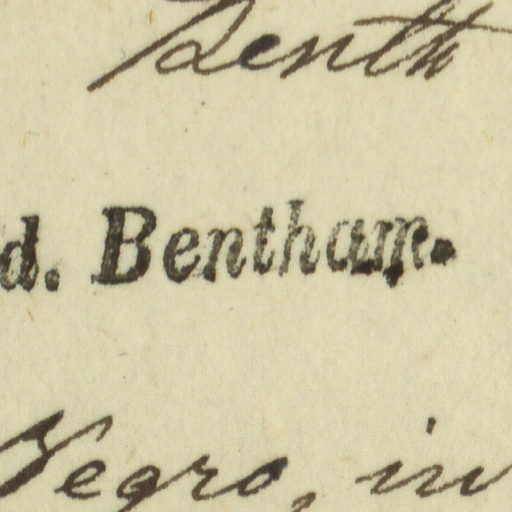 Benth
d. Bentham.
Negro, in